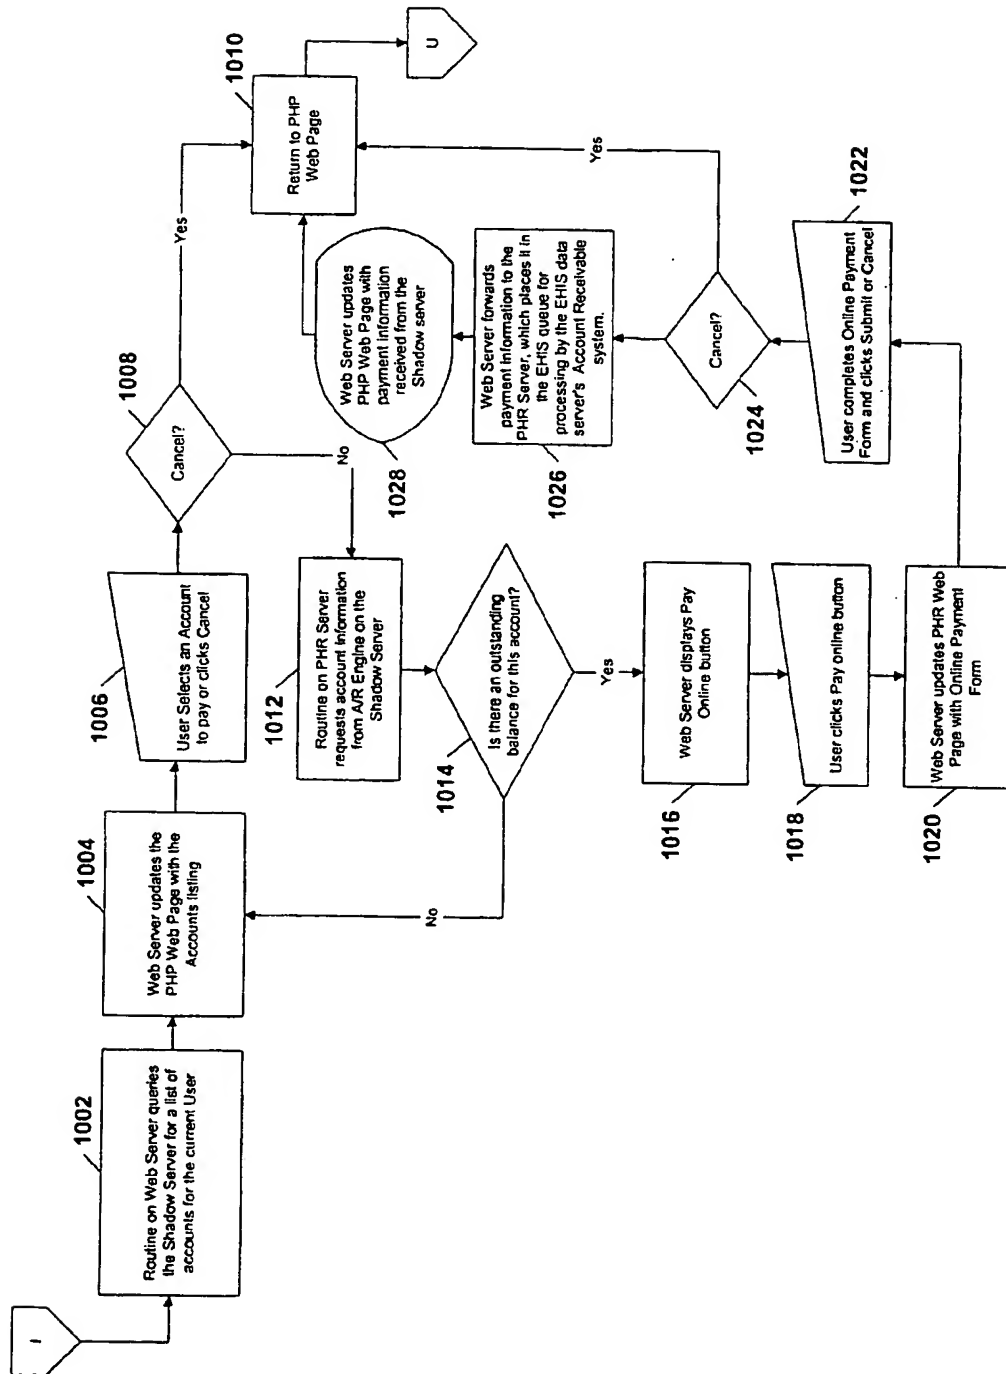 I
1002
Routine on Web Server queries
the Shadow Server for a list of
accounts for the current User
1004
Web Server updates the
PHP Web Page with the
Accounts listing
1006
User Selects an Account
to pay or clicks Cancel
1008
Cancel?
Yes
No
1010
Return to PHP
Web Page
U
1012
Routine on PHR Server
requests account Information
from A/R Engine on the
Shadow Server
1014
Is there an outstanding
balance for this account?
No
Yes
1016
Web Server displays Pay
Online button
1018
User clicks Pay online button
1020
Web Server updates PHR Web
Page with Online Payment
Form
1022
User completes Online Payment
Form and clicks Submit or Cancel
1024
Cancel?
Yes
1026
Web Server forwards
payment Information to the
PHR Server, which places it in
the EHIS queue for
processing by the EHIS data
server's Account Receivable
system.
1028
Web Server updates
PHP Web Page with
payment information
received from the
Shadow server